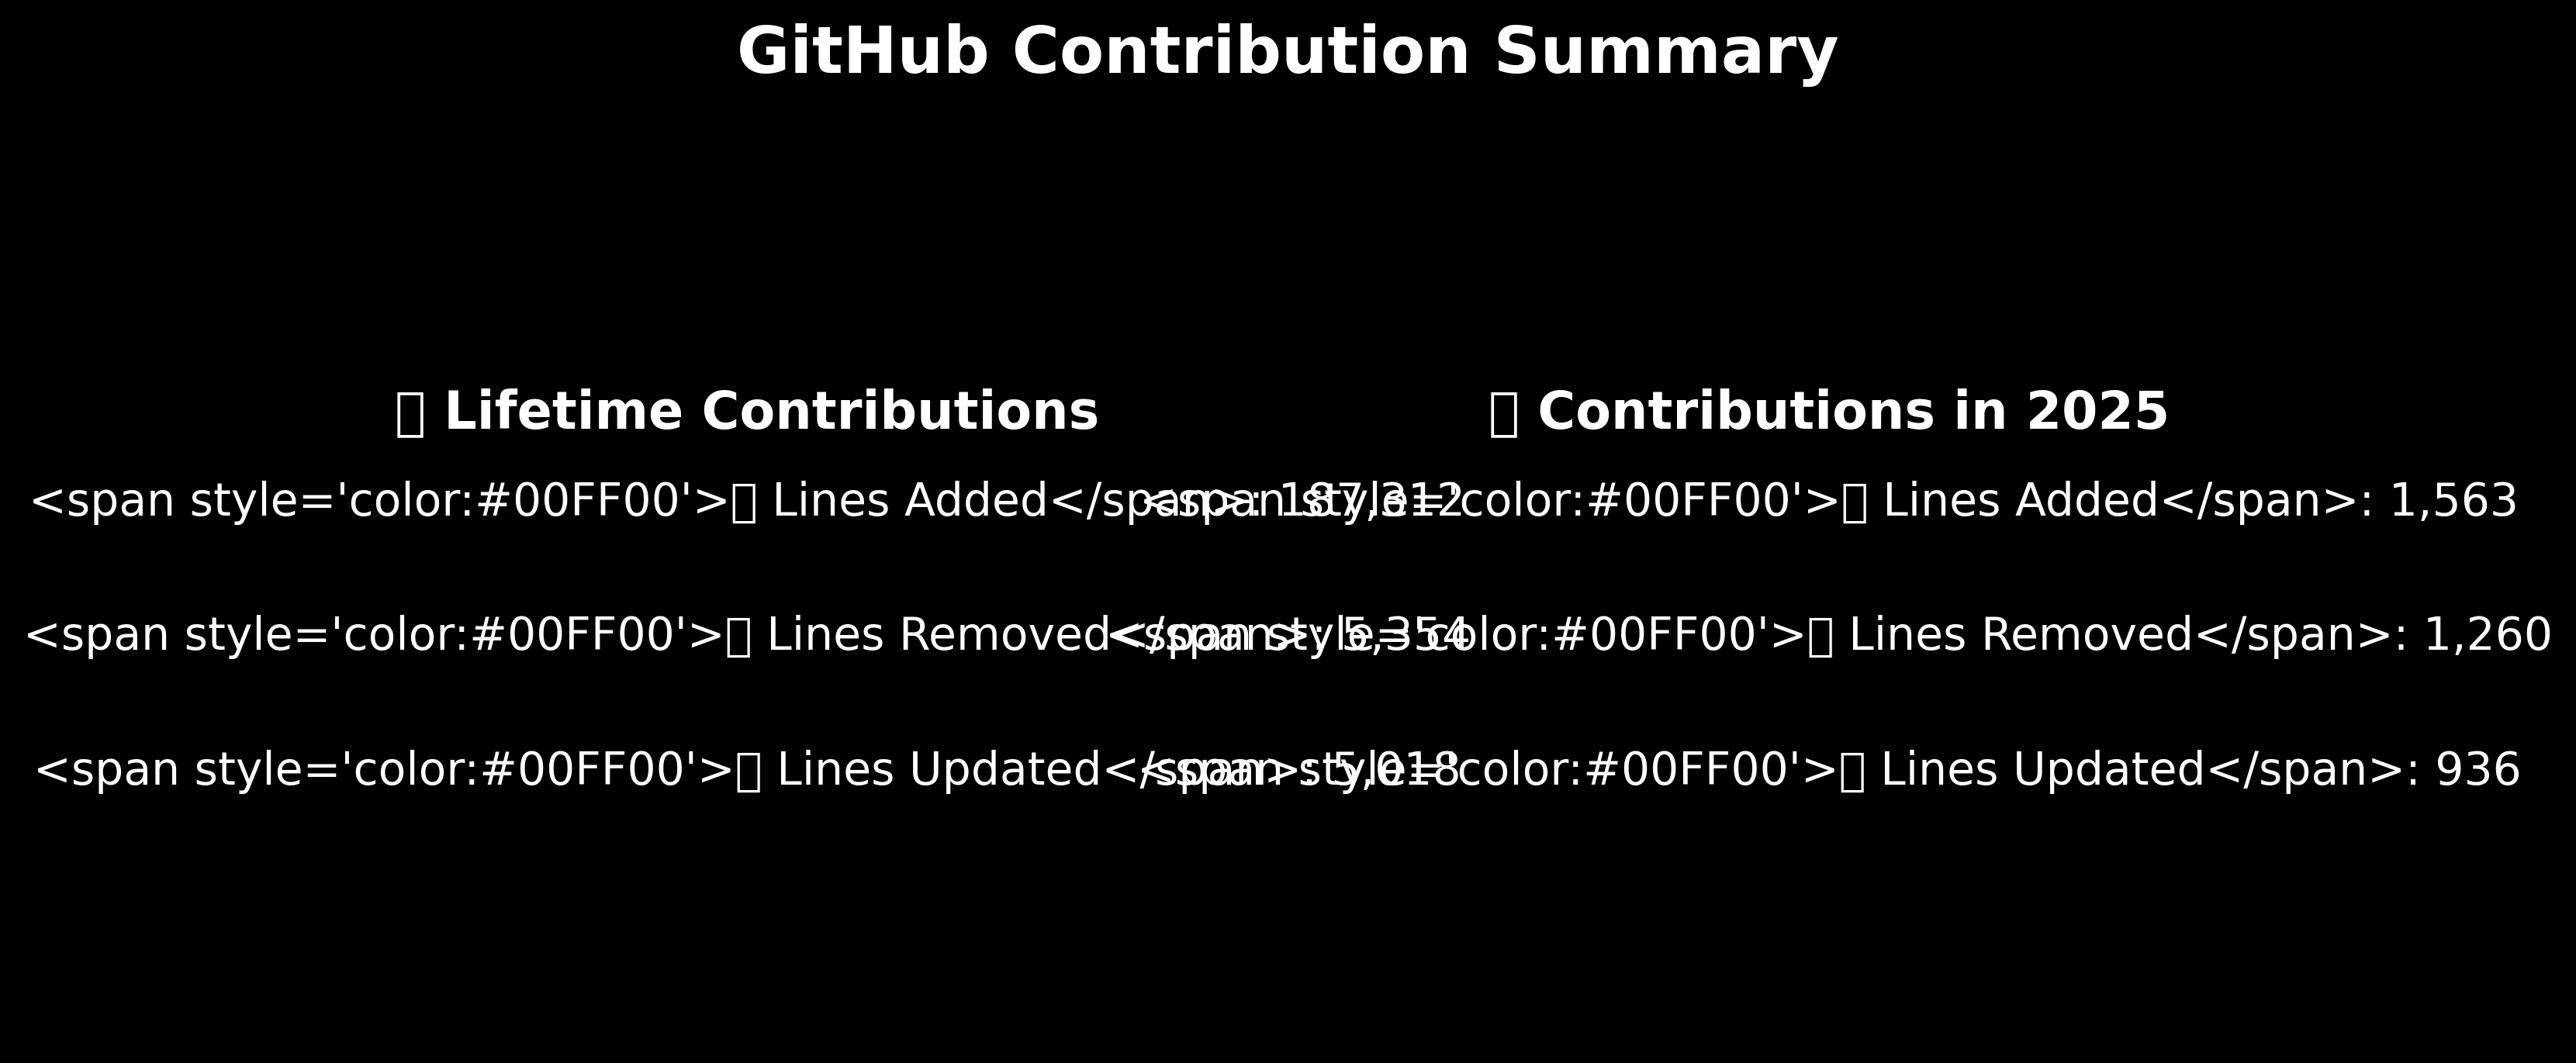 GitHub Contribution Summary
▯ Lifetime Contributions
▯ Contributions in 2025
<span style='color:#00FF00'>▯ Lines Added</span>: 187,312
<span style='color:#00FF00'>▯ Lines Added</span>: 1,563
<span style='color:#00FF00'>▯ Lines Removed</span>: 5,354
<span style='color:#00FF00'>▯ Lines Removed</span>: 1,260
<span style='color:#00FF00'>▯ Lines Updated</span>: 5,018
<span style='color:#00FF00'>▯ Lines Updated</span>: 936